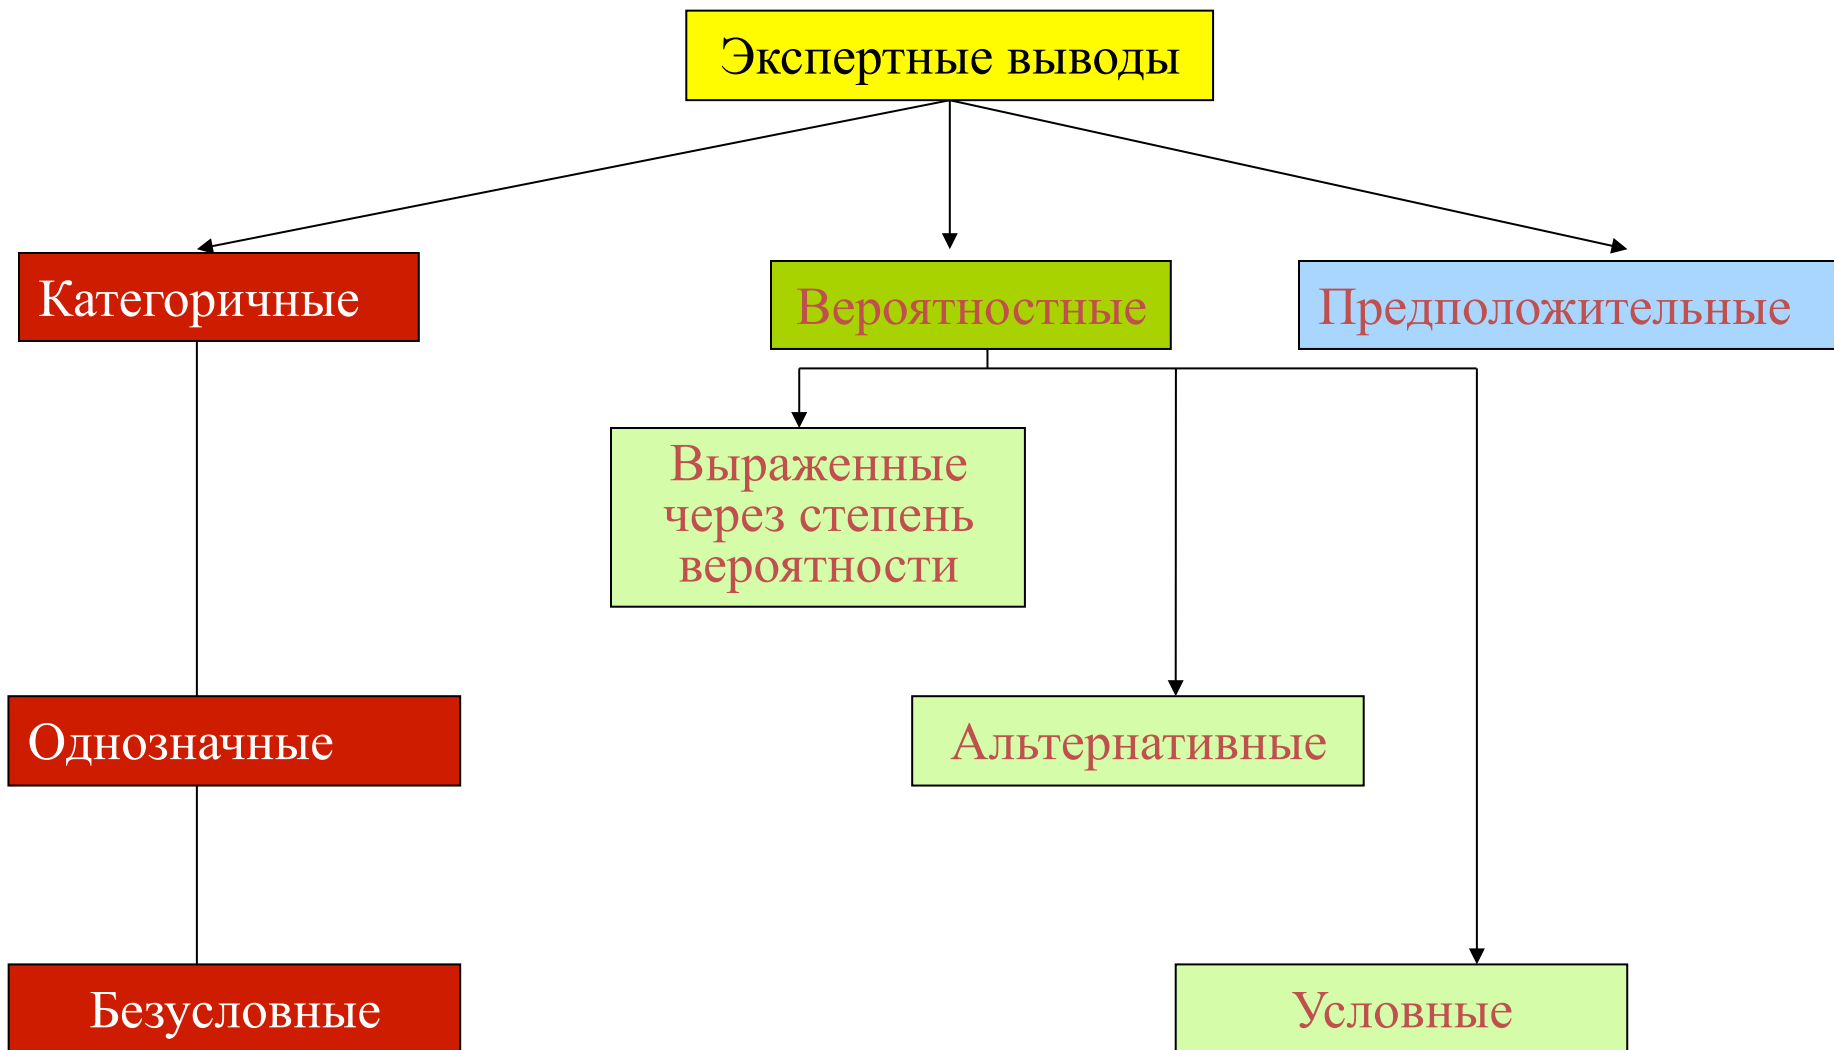 Экспертные выводы
Категоричные
Вероятностные
Предположительные
Выраженные
через степень
вероятности
Однозначные
Альтернативные
Безусловные
Условные